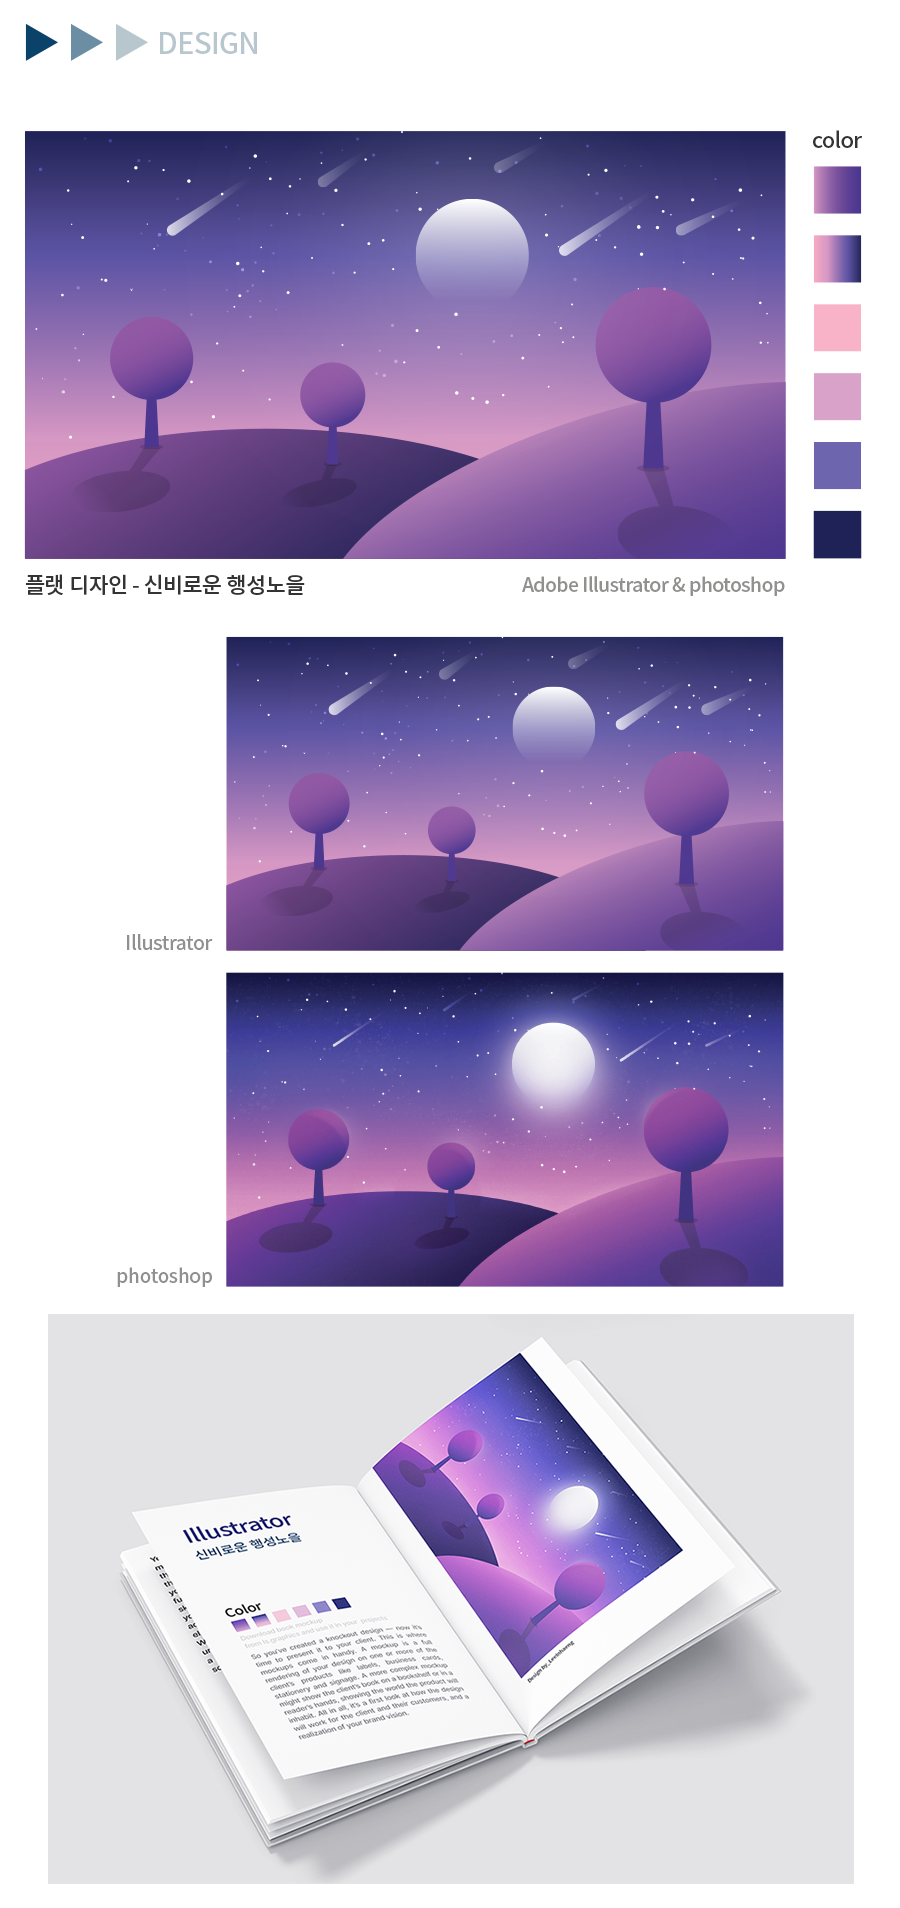 DESIGN
color
플랫 디자인 - 신비로운 행성노을
Adobe Illustrator & photoshop
Illustrator
photoshop
Illustrator
신비로운 행성노을
Color
Download book mockup
from ls.graphics and use it in your projects
So you've created a knockout design — now it's
time to present it to your client. This is where
mockups come in handy. A mockup is a full
rendering of your design on one or more of the
client's products like labels, business cards,
stationery and signage. A more complex mockup
might show the client's book on a bookshelf or in a
reader's hands, showing the world the product will
inhabit. All in all, it's a first look at how the design
will work for the client and their customers, and a
realization of your brand vision.